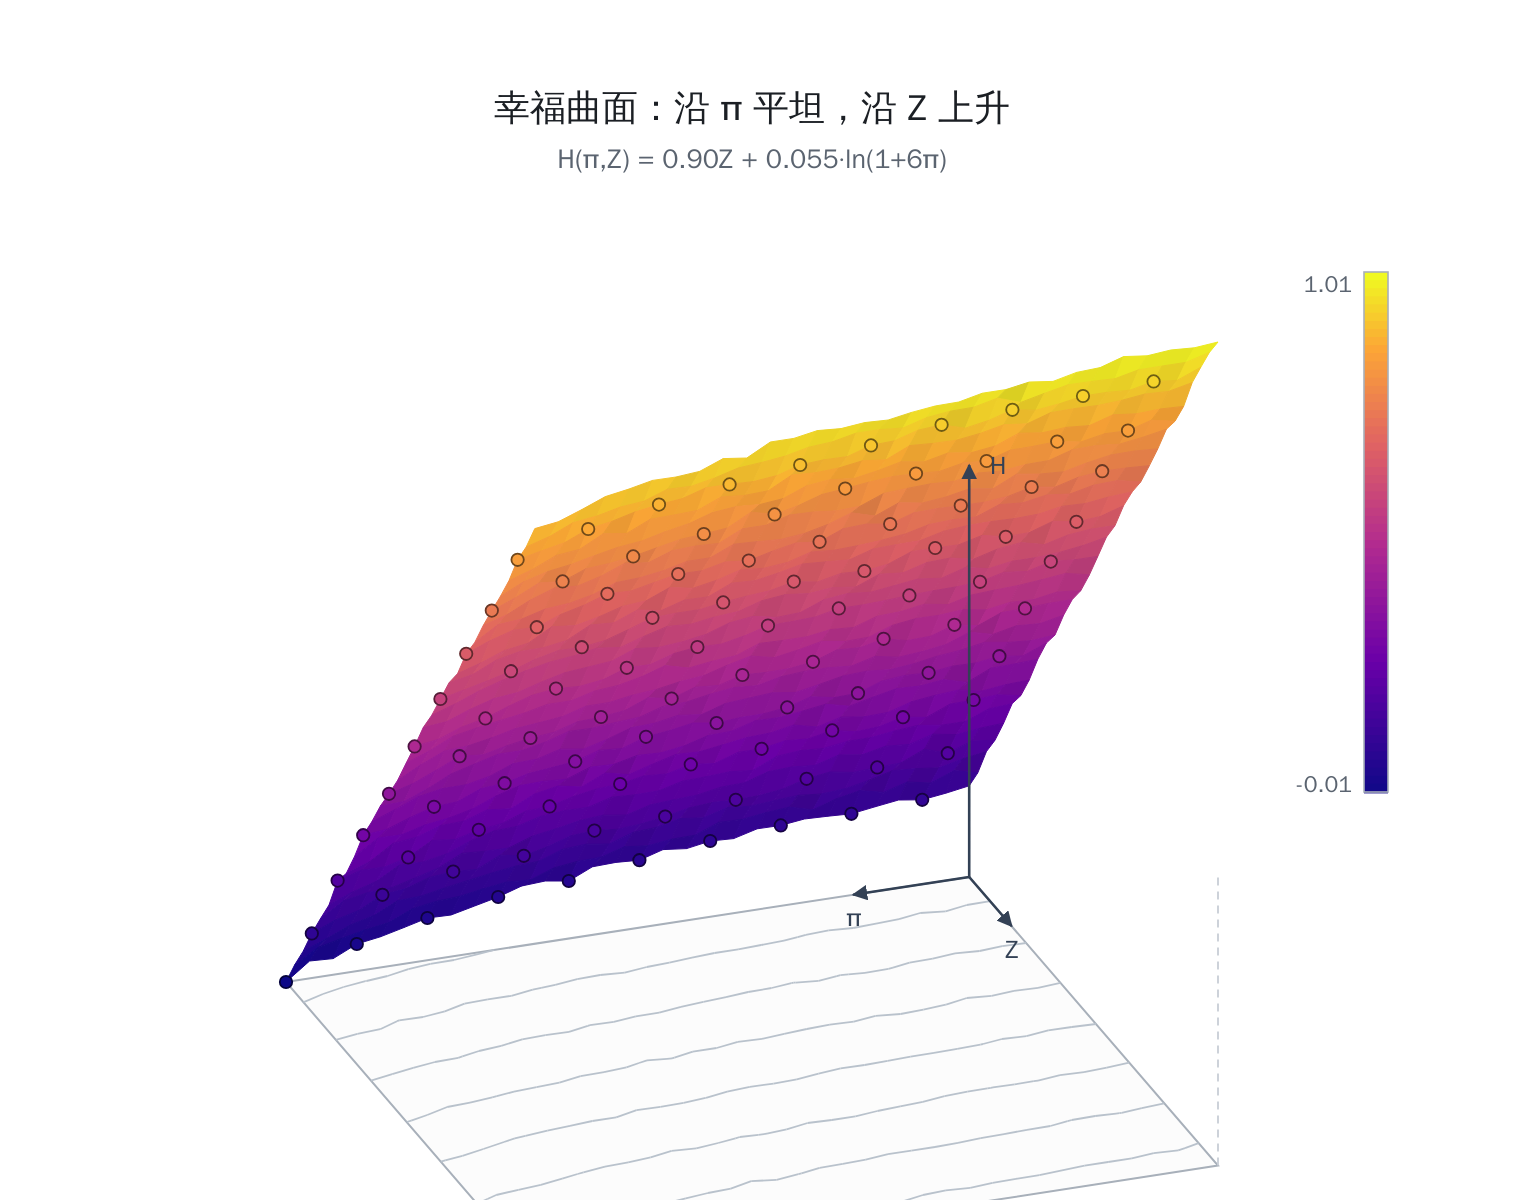 幸福曲面：沿 π 平坦，沿 Z 上升
H(π,Z) = 0.90Z + 0.055·ln(1+6π)
1.01
H
-0.01
π
Z